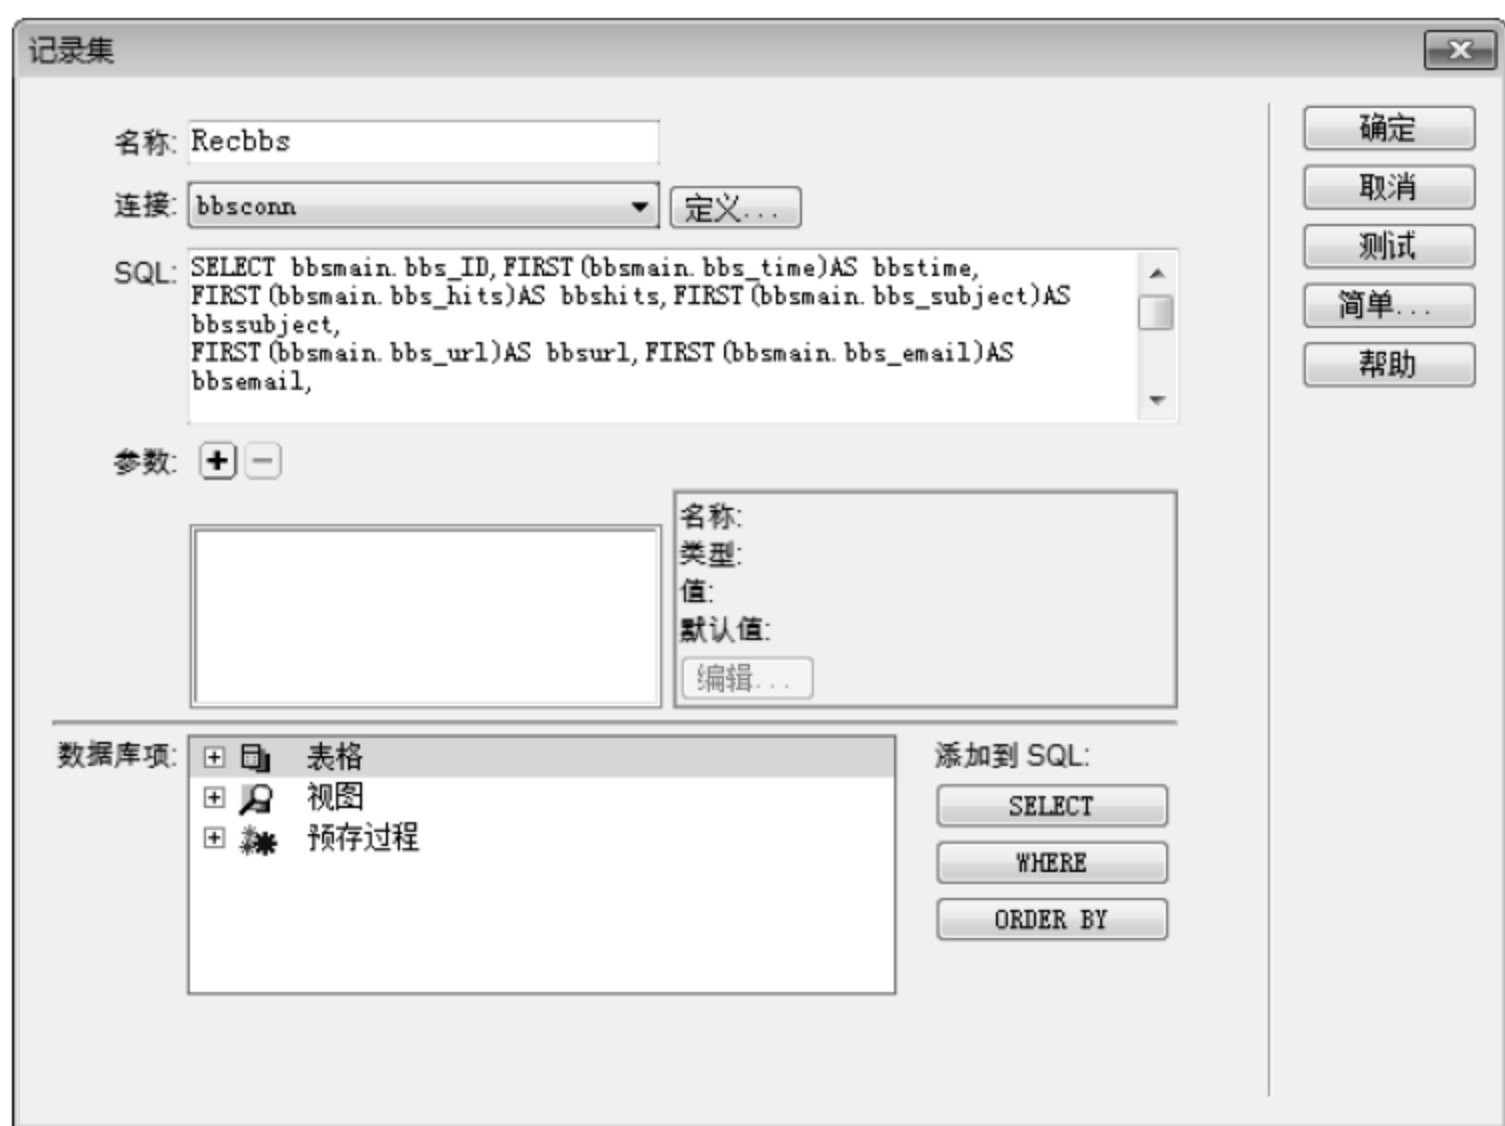 记录集
名称: Recbbs
确定
连接: bbsconn 定义...
取消
SQL: SELECT bbsmain.bbs_ID,FIRST(bbsmain.bbs_time)AS bbstime,
FIRST(bbsmain.bbs_hits)AS bbshits,FIRST(bbsmain.bbs_subject)AS
bbssubject,
FIRST(bbsmain.bbs_url)AS bbsurl,FIRST(bbsmain.bbs_email)AS
bbsemail,
测试
简单...
帮助
参数:
名称:
类型:
值:
默认值:
编辑...
数据库项: 表格
视图
预存过程
添加到 SQL:
SELECT
WHERE
ORDER BY